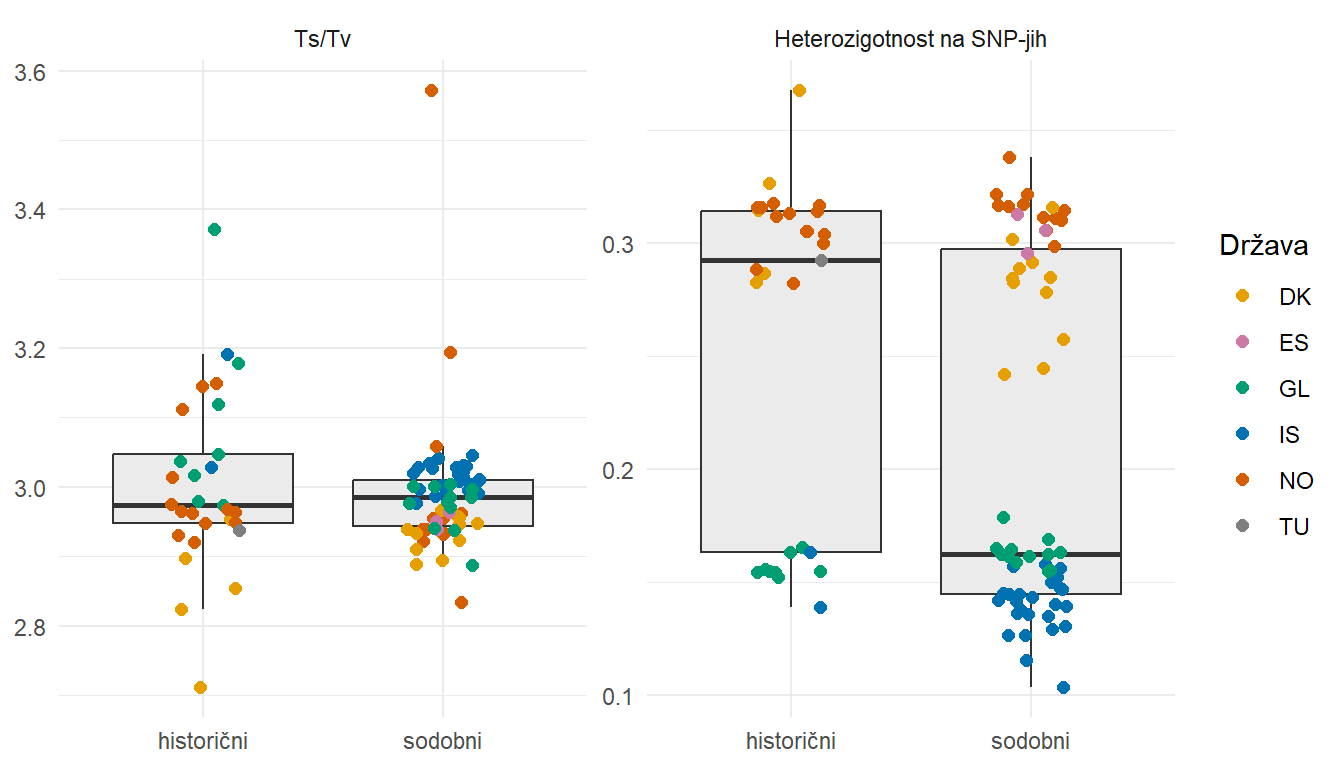 Ts/Tv
3.6
3.4
3.2
3.0
2.8
historični
sodobni
Heterozigotnost na SNP-jih
0.3
0.2
0.1
historični
sodobni
Država
DK
ES
GL
IS
NO
TU